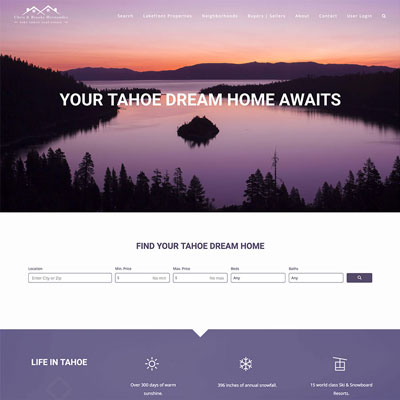 Search Lakefront Properties Neighborhoods Buyers | Sellers About Contact User Login
YOUR TAHOE DREAM HOME AWAITS
FIND YOUR TAHOE DREAM HOME
Location Min. Price Max. Price Beds Baths
Enter City or Zip 0 No min 0 No max Any Any
LIFE IN TAHOE
Over 300 days of warm
sunshine.
306 inches of annual snowfall.
15 world class Ski & Snowboard
Resorts.